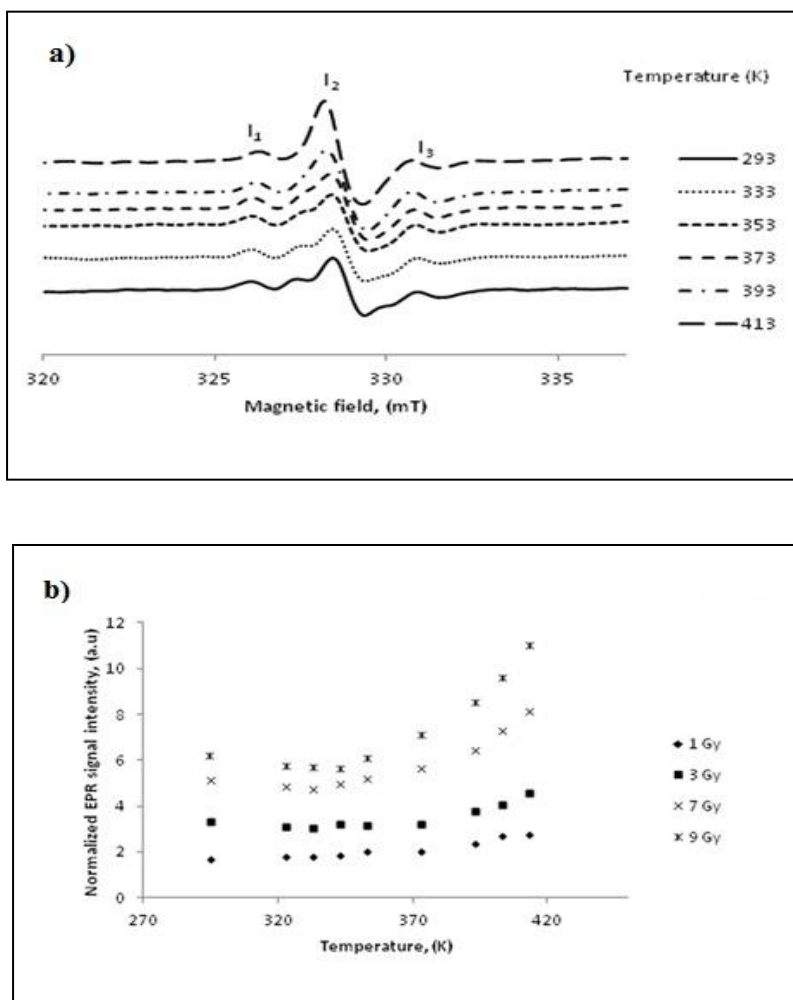 a)
I2
Temperature (K)
I1
I3
293
333
353
373
393
413
320 325 330 335
Magnetic field, (mT)
b)
12
10
8
6
4
2
0
Normalized EPR signal intensity, (a.u)
1 Gy
3 Gy
7 Gy
9 Gy
270 320 370 420
Temperature, (K)